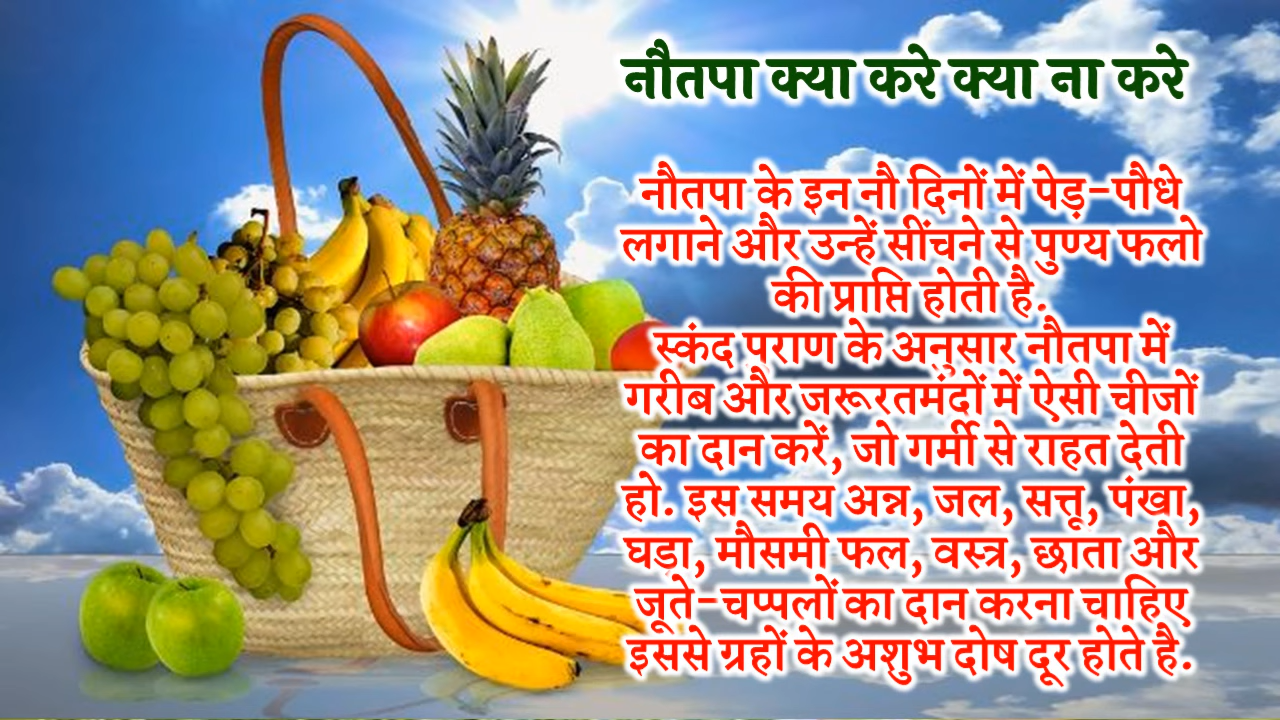 नौतपा क्या करे क्या ना करे
नौतपा के इन नौ दिनों में पेड़-पौधे
लगाने और उन्हें सींचने से पुण्य फलो
की प्राप्ति होती है.
स्कंद पुराण के अनुसार नौतपा में
गरीब और जरूरतमंदों में ऐसी चीजों
का दान करें, जो गर्मी से राहत देती
हो. इस समय अन्न, जल, सत्तू, पंखा,
घड़ा, मौसमी फल, वस्त्र, छाता और
जूते-चप्पलों का दान करना चाहिए
इससे ग्रहों के अशुभ दोष दूर होते है.